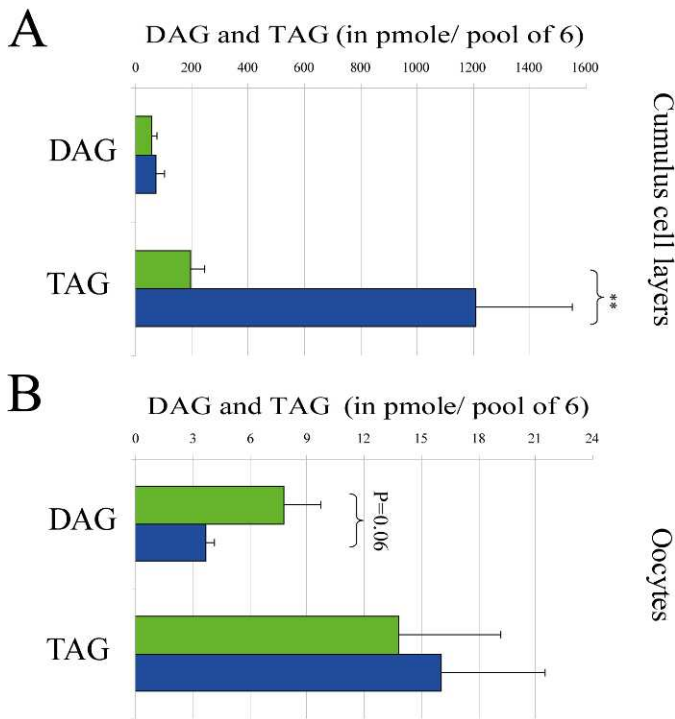 A
DAG and TAG (in pmole/ pool of 6)
0 200 400 600 800 1000 1200 1400 1600
DAG
TAG
**
Cumulus cell layers
B
DAG and TAG (in pmole/ pool of 6)
0 3 6 9 12 15 18 21 24
DAG
P=0.06
TAG
Oocytes